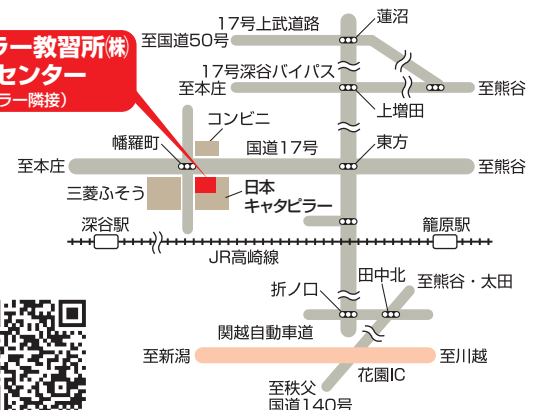 17号上武道路
蓮沼
至国道50号
ラー教習所㈱
センター
ラー隣接）
17号深谷バイパス
至本庄
至熊谷
上増田
コンビニ
幡羅町
国道17号
東方
至本庄
至熊谷
三菱ふそう
日本
キャタピラー
深谷駅
籠原駅
JR高崎線
田中北
至熊谷・太田
折ノ口
関越自動車道
至新潟
至川越
花園IC
至秩父
国道140号